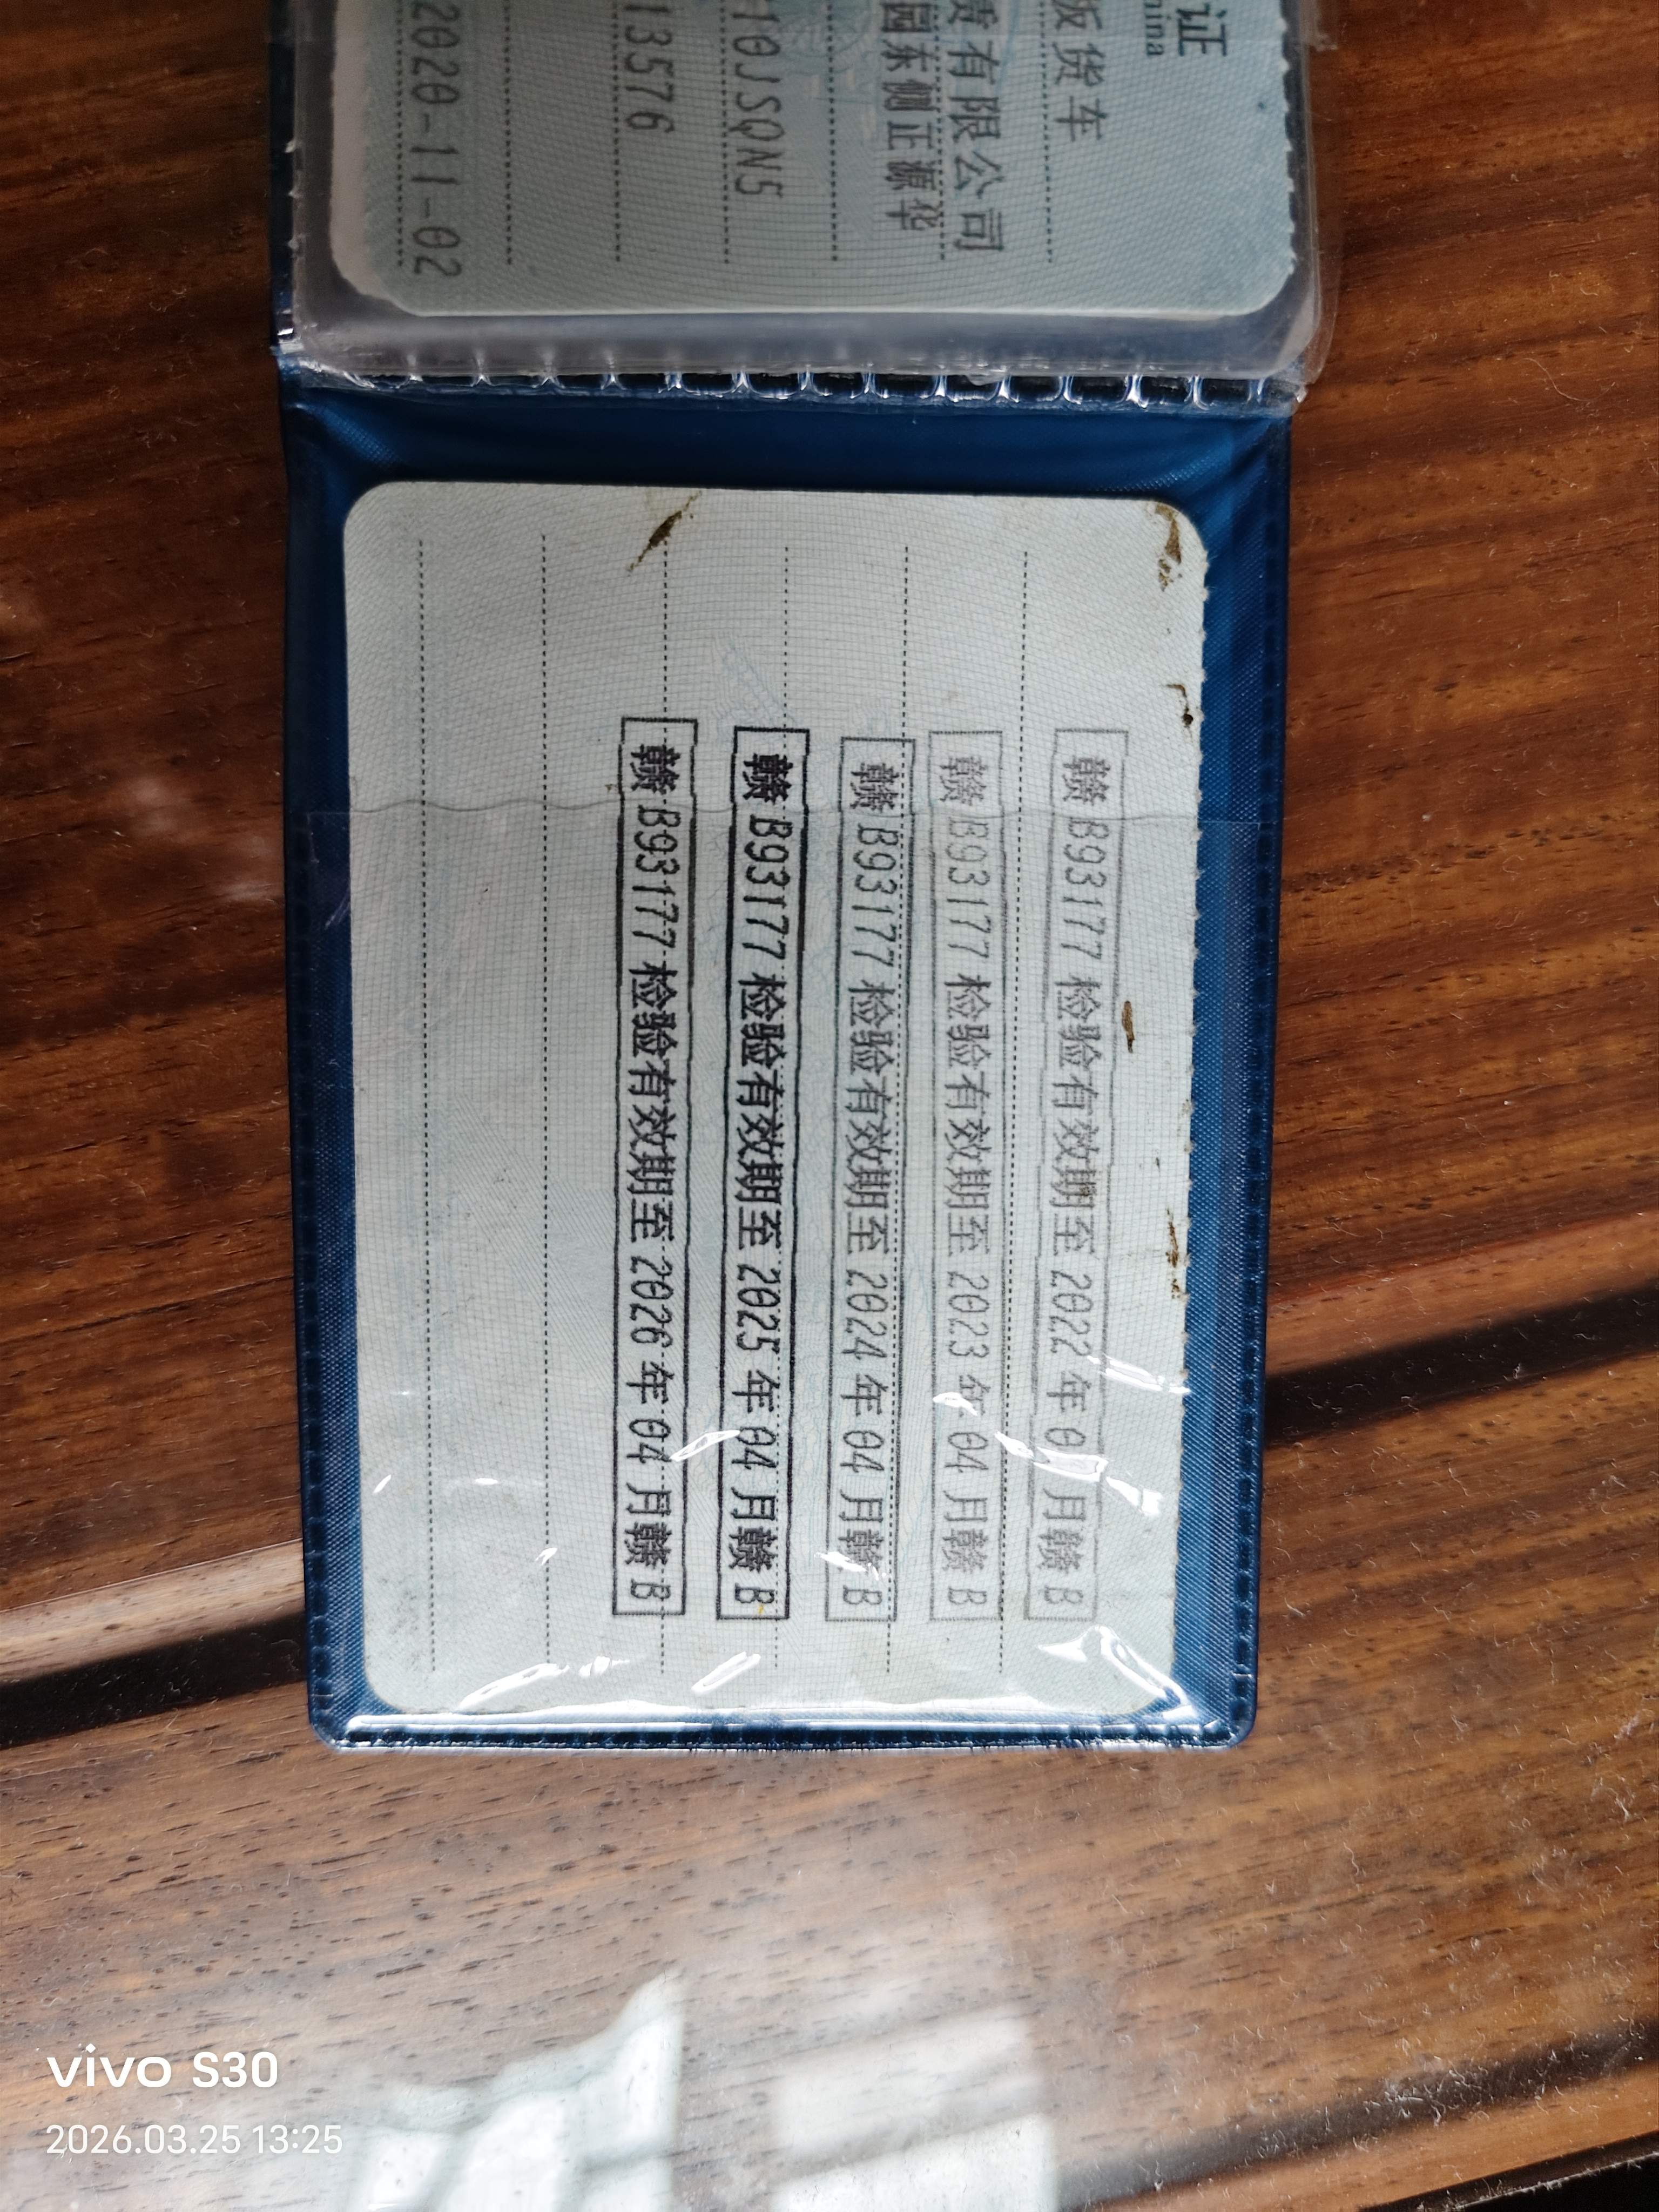 证
hina
版货车
责有限公司
园东侧正源华
10JSQN5
13576
2020-11-02
赣B93177检验有效期至2022年0 月赣B
赣B93177检验有效期至2023年04月赣B
赣B93177检验有效期至2024年04月赣B
赣B93177检验有效期至2025年04月赣B
赣B93177检验有效期至2026年04月赣B
vivo S30
2026.03.25 13:25